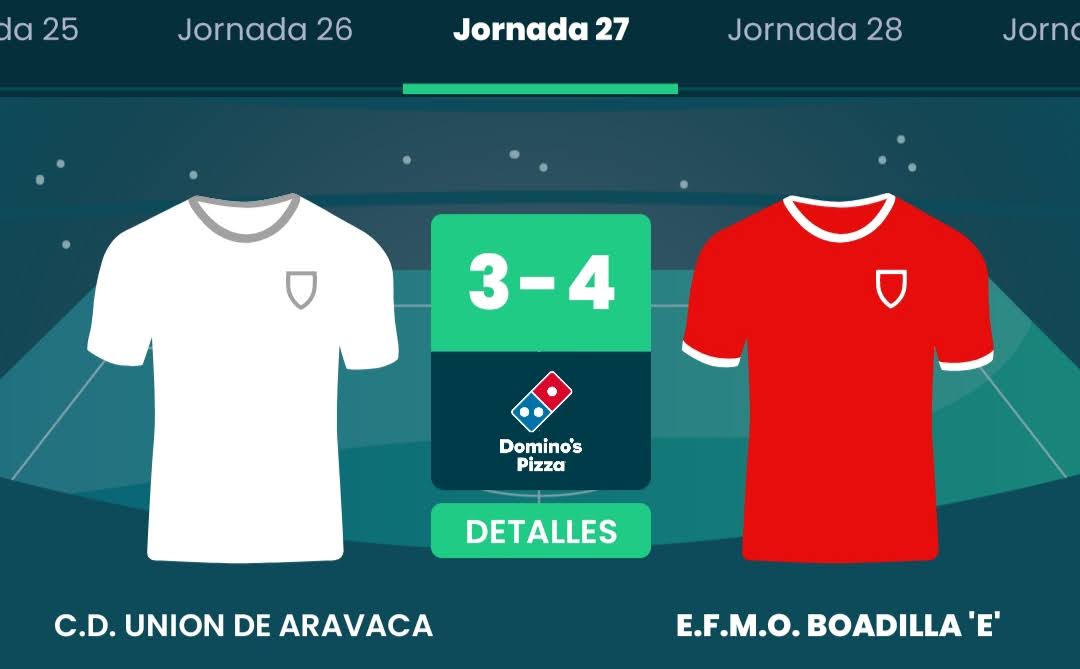 da 25 Jornada 26 Jornada 27 Jornada 28 Jorna
3-4
Domino's
Pizza
DETALLES
C.D. UNION DE ARAVACA E.F.M.O. BOADILLA 'E'